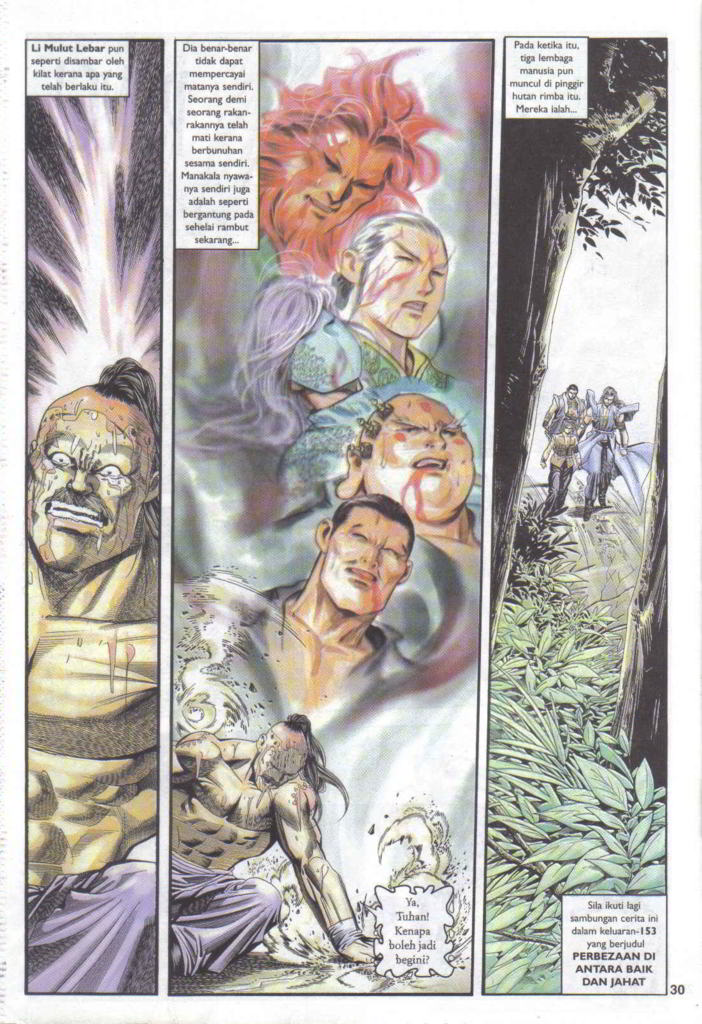 Li Mulut Lebar pun
seperti disambar oleh
kilat kerana apa yang
telah berlaku itu.
Dia benar-benar
tidak dapat
mempercayai
matanya sendiri.
Seorang demi
seorang rakan-
rakannya telah
mati kerana
berbunuhan
sesama sendiri.
Manakala nyawa-
nya sendiri juga
adalah seperti
bergantung pada
sehelai rambut
sekarang...
Ya,
Tuhan!
Kenapa
boleh jadi
begini?
Pada ketika itu,
tiga lembaga
manusia pun
muncul di pinggir
hutan rimba itu.
Mereka ialah...
Sila ikuti lagi
sambungan cerita ini
dalam keluaran-153
yang berjudul
PERBEZAAN DI
ANTARA BAIK
DAN JAHAT
30